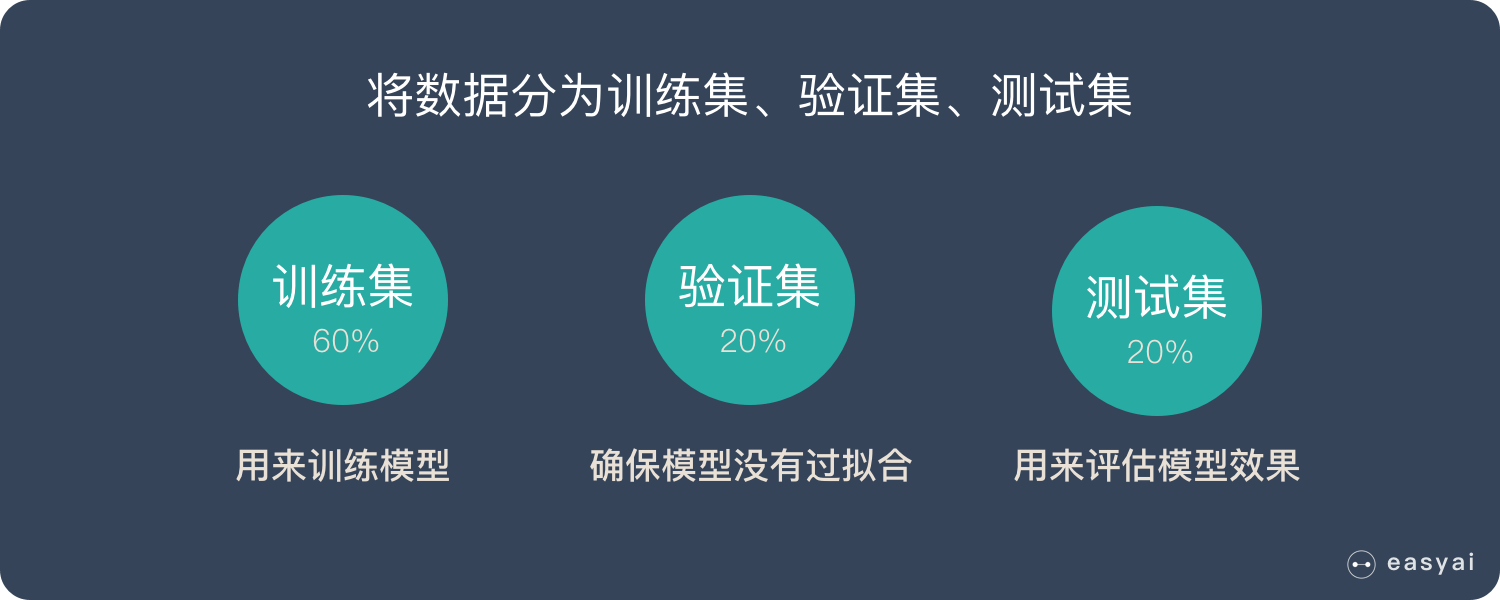 将数据分为训练集、验证集、测试集
训练集
60%
用来训练模型
验证集
20%
确保模型没有过拟合
测试集
20%
用来评估模型效果
easyai